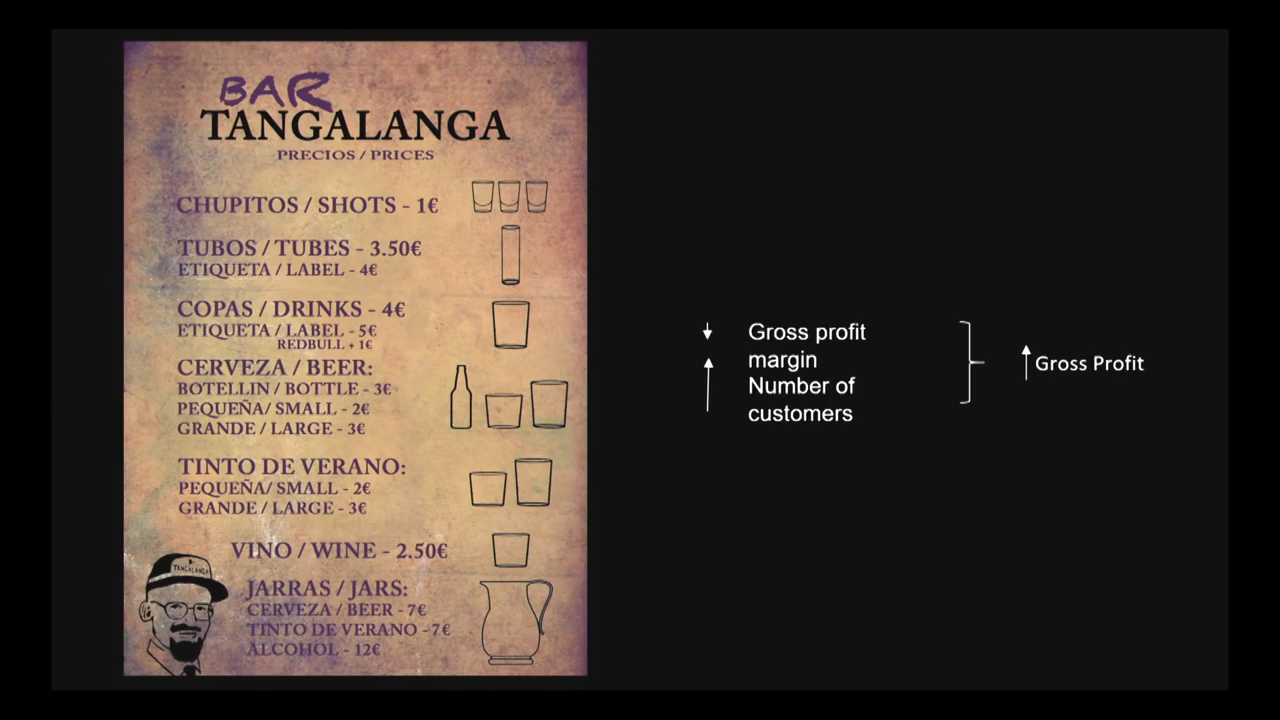 BAR
TANGALANGA
PRECIOS / PRICES
CHUPITOS / SHOTS - 1€
TUBOS / TUBES - 3.50€
ETIQUETA / LABEL - 4€
COPAS / DRINKS - 4€
ETIQUETA / LABEL - 5€
REDBULL + 1€
CERVEZA / BEER:
BOTELLIN / BOTTLE - 3€
PEQUEÑA/ SMALL - 2€
GRANDE / LARGE - 3€
TINTO DE VERANO:
PEQUEÑA/ SMALL - 2€
GRANDE / LARGE - 3€
VINO / WINE - 2.50€
TANGALANGA
JARRAS / JARS:
CERVEZA / BEER - 7€
TINTO DE VERANO - 7€
ALCOHOL - 12€
↓ Gross profit
margin
↑ Number of
customers
↑ Gross Profit